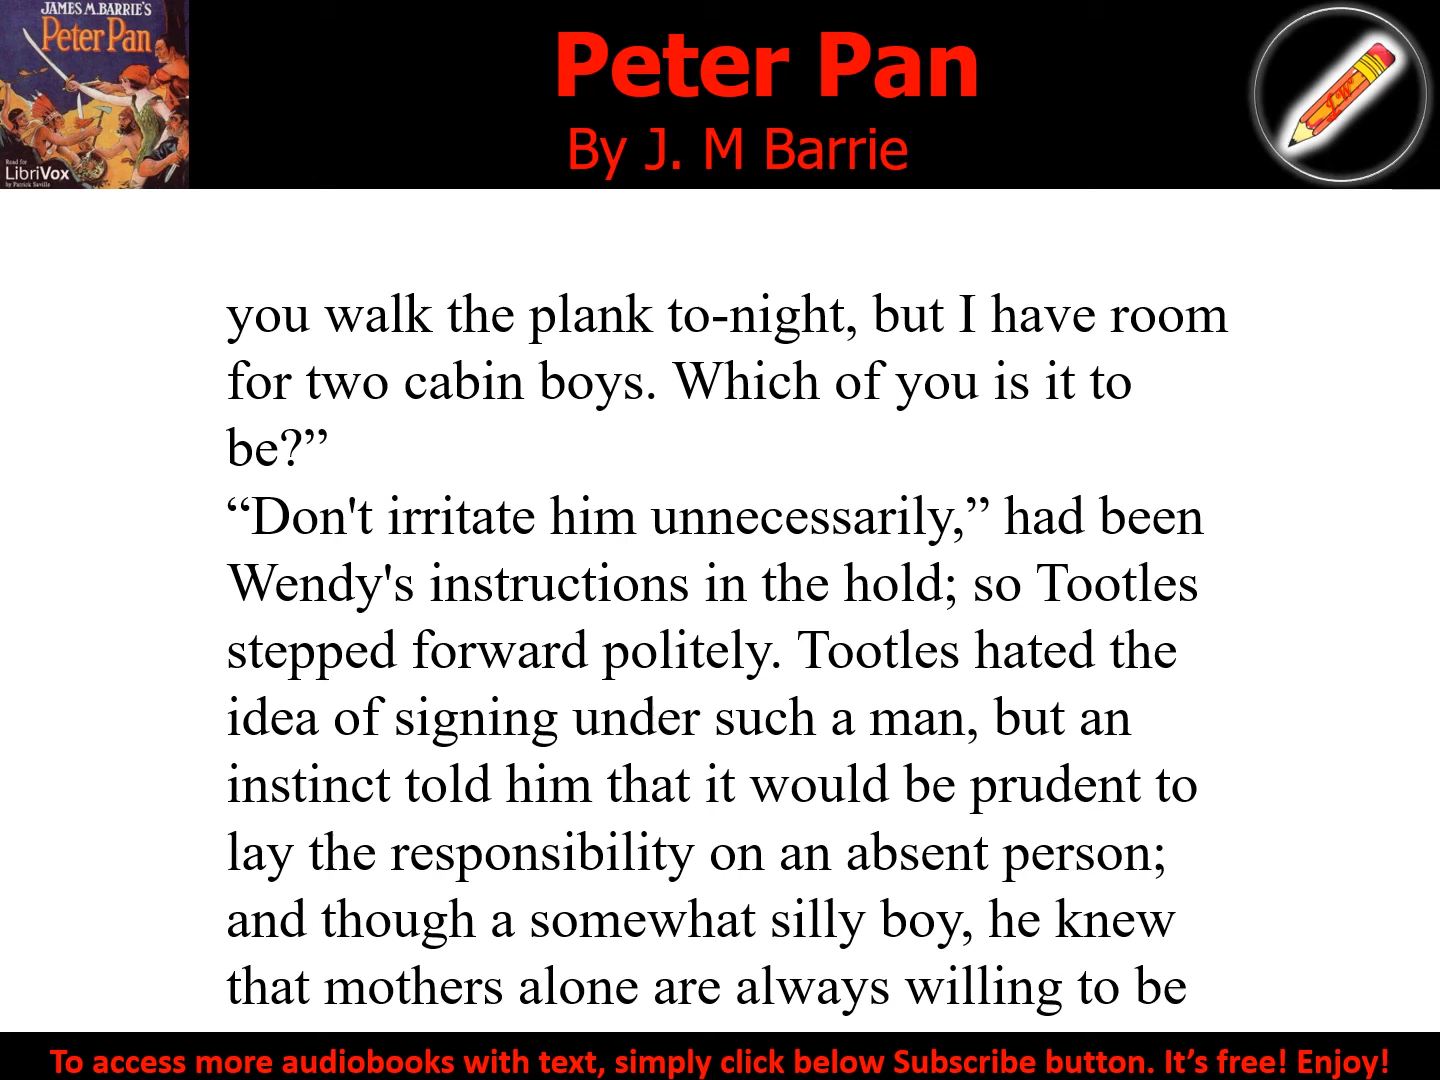 JAMES M. BARRIE'S
Peter Pan
Read for
LibriVox
by Patrick Saville
Peter Pan
By J. M Barrie
you walk the plank to-night, but I have room
for two cabin boys. Which of you is it to
be?”
“Don't irritate him unnecessarily,” had been
Wendy's instructions in the hold; so Tootles
stepped forward politely. Tootles hated the
idea of signing under such a man, but an
instinct told him that it would be prudent to
lay the responsibility on an absent person;
and though a somewhat silly boy, he knew
that mothers alone are always willing to be
To access more audiobooks with text, simply click below Subscribe button. It’s free! Enjoy!